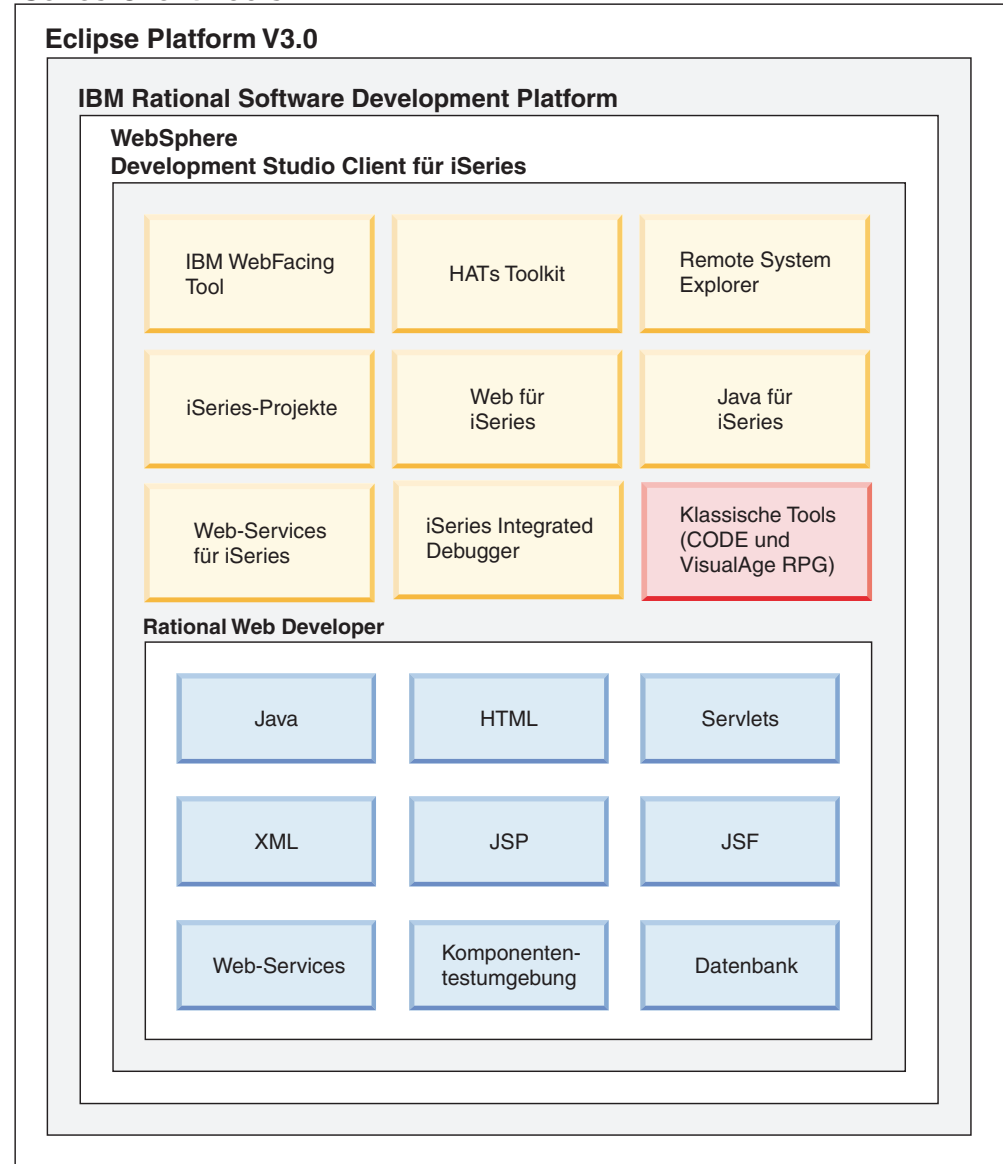 Eclipse Platform V3.0
IBM Rational Software Development Platform
WebSphere
Development Studio Client für iSeries
IBM WebFacing
Tool
HATs Toolkit
Remote System
Explorer
iSeries-Projekte
Web für
iSeries
Java für
iSeries
Web-Services
für iSeries
iSeries Integrated
Debugger
Klassische Tools
(CODE und
VisualAge RPG)
Rational Web Developer
Java
HTML
Servlets
XML
JSP
JSF
Web-Services
Komponenten-
testumgebung
Datenbank